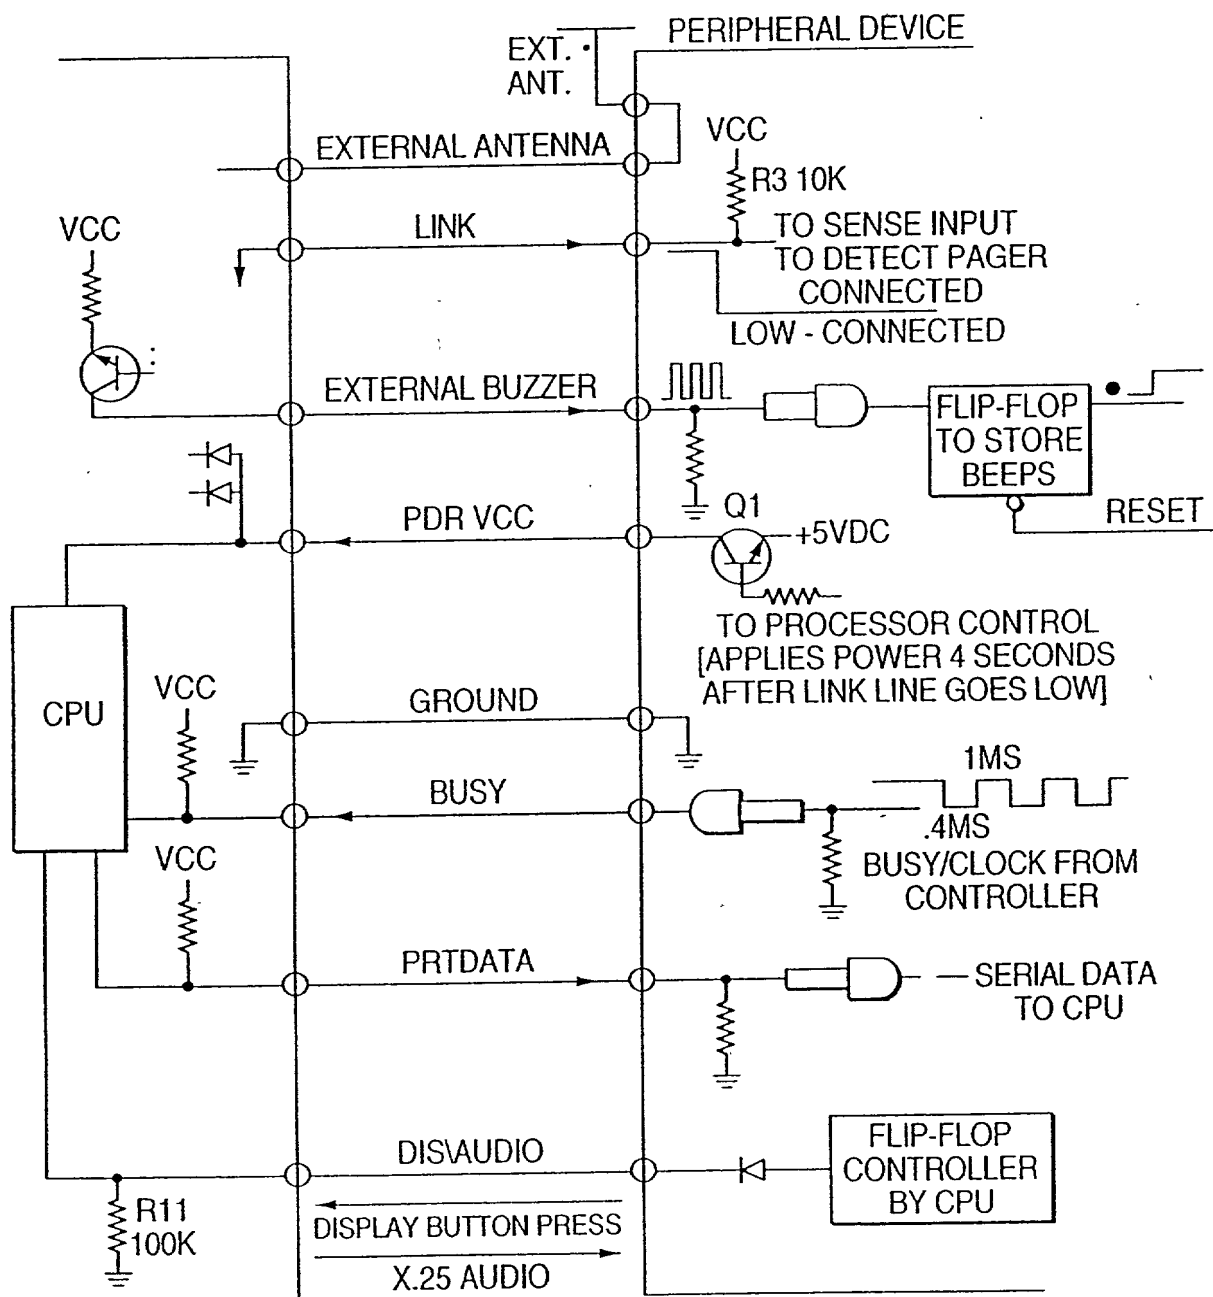 PERIPHERAL DEVICE
EXT.
ANT.
EXTERNAL ANTENNA
VCC
R3 10K
VCC
LINK
TO SENSE INPUT
TO DETECT PAGER
CONNECTED
LOW - CONNECTED
EXTERNAL BUZZER
FLIP-FLOP
TO STORE
BEEPS
RESET
PDR VCC
Q1
+5VDC
TO PROCESSOR CONTROL
[APPLIES POWER 4 SECONDS
AFTER LINK LINE GOES LOW]
CPU
VCC
GROUND
BUSY
1MS
.4MS
BUSY/CLOCK FROM
CONTROLLER
VCC
PRTDATA
SERIAL DATA
TO CPU
DIS\AUDIO
FLIP-FLOP
CONTROLLER
BY CPU
R11
100K
DISPLAY BUTTON PRESS
X.25 AUDIO